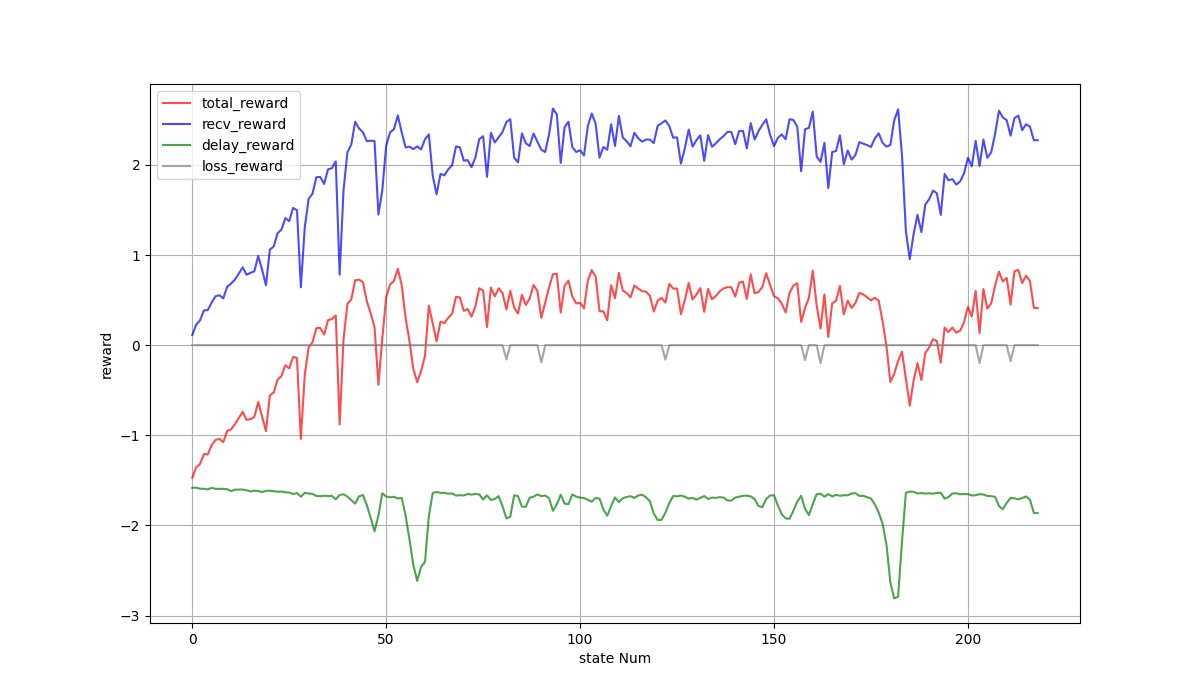 total_reward
recv_reward
delay_reward
loss_reward
2
1
0
−1
−2
−3
reward
0 50 100 150 200
state Num